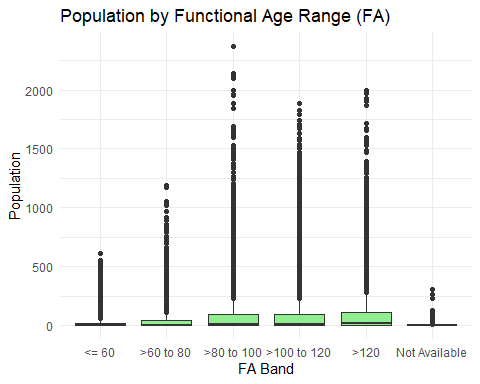 Population by Functional Age Range (FA)
2000
1500
1000
500
0
Population
<= 60 >60 to 80 >80 to 100 >100 to 120 >120 Not Available
FA Band